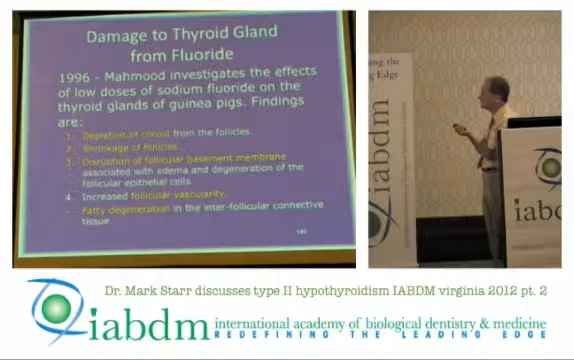 Damage to Thyroid Gland
from Fluoride
1996 - Mahmood investigates the effects
of low doses of sodium fluoride on the
thyroid glands of guinea pigs. Findings
are:
1. Depletion of colloid from the follicles.
2. Shrinkage of follicles.
3. Disruption of follicular basement membrane
associated with edema and degeneration of the
follicular epithelial cells.
4. Increased follicular vascularity.
Fatty degeneration in the inter-follicular connective
tissue.
ing the
g Edge
iabdm
iabd
Dr. Mark Starr discusses type II hypothyroidism IABDM virginia 2012 pt. 2
iabdm international academy of biological dentistry & medicine
REDEFINING THE LEADING EDGE